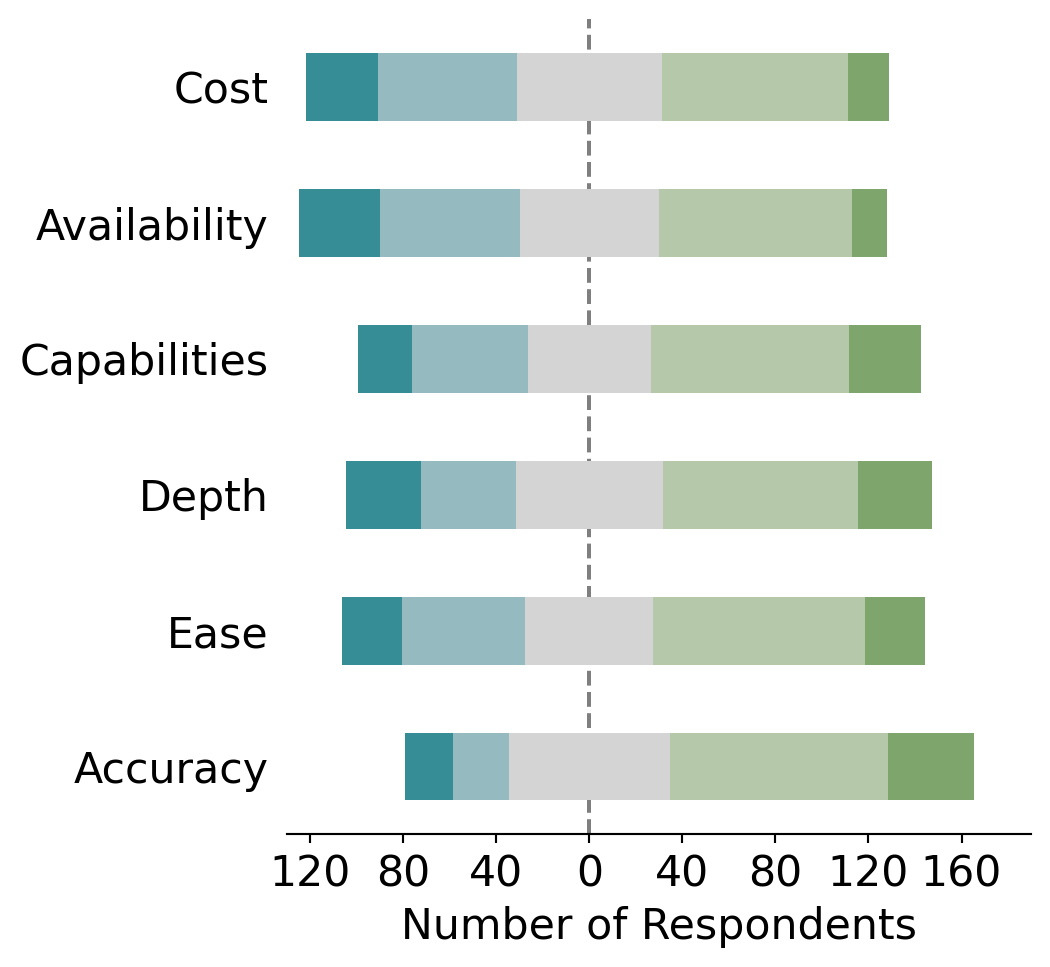 Cost
Availability
Capabilities
Depth
Ease
Accuracy
120 80 40 0 40 80 120 160
Number of Respondents